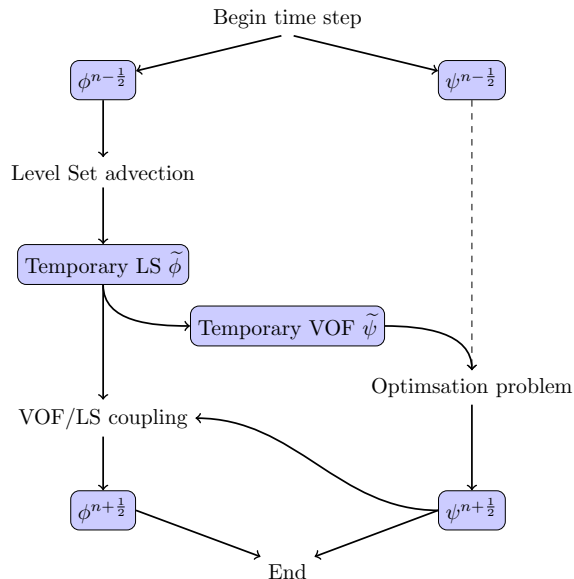 Begin time step
ϕ^{n−1/2} ψ^{n−1/2}
Level Set advection
Temporary LS ϕ̃
Temporary VOF ψ̃
Optimsation problem
VOF/LS coupling
ϕ^{n+1/2} ψ^{n+1/2}
End